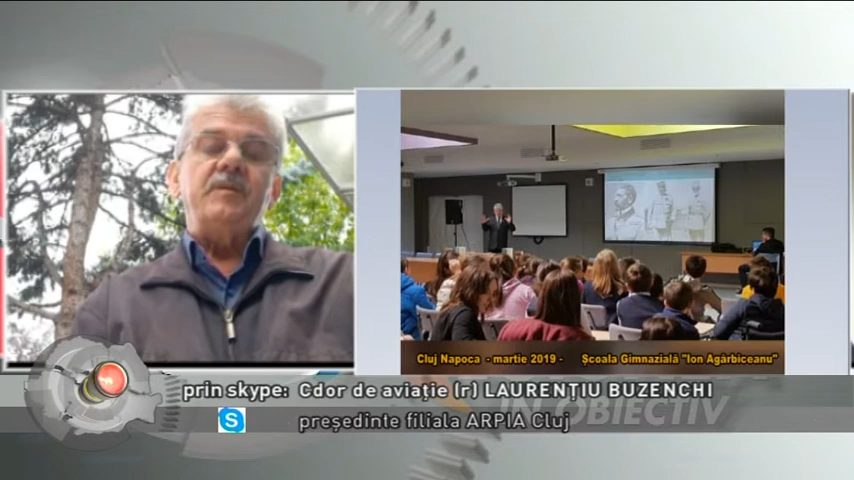 Cluj Napoca - martie 2019 - Școala Gimnazială "Ion Agârbiceanu"
prin skype: Cdor de aviație (r) LAURENȚIU BUZENCHI
S
președinte filiala ARPIA Cluj
ÎN OBIECTIV